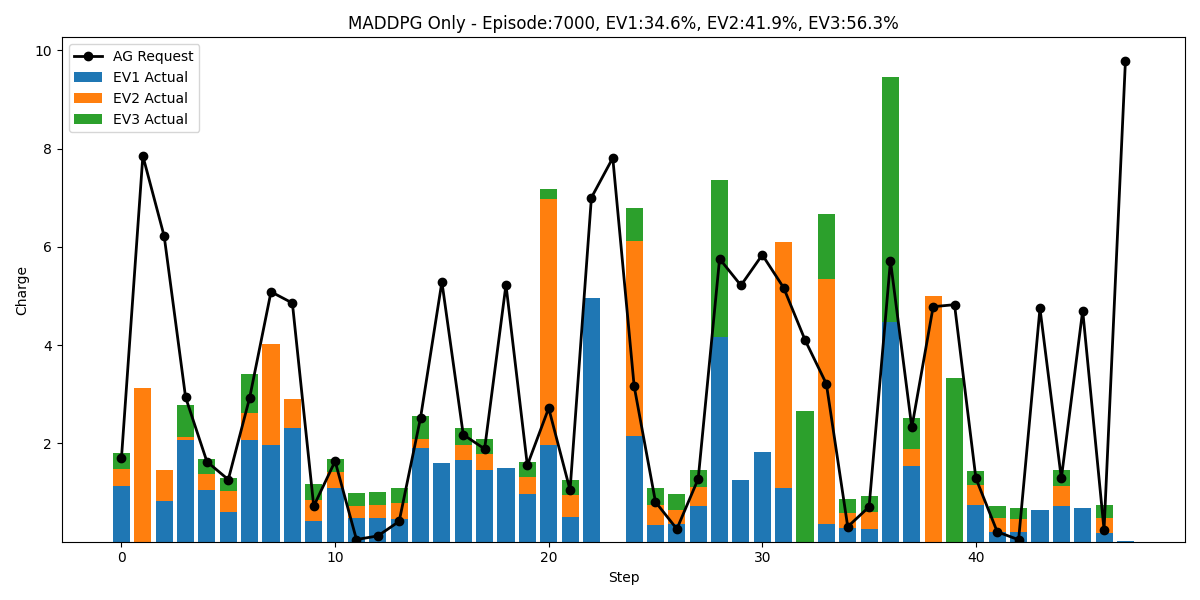 MADDPG Only - Episode:7000, EV1:34.6%, EV2:41.9%, EV3:56.3%
AG Request
EV1 Actual
EV2 Actual
EV3 Actual
Charge
10
8
6
4
2
0 10 20 30 40
Step